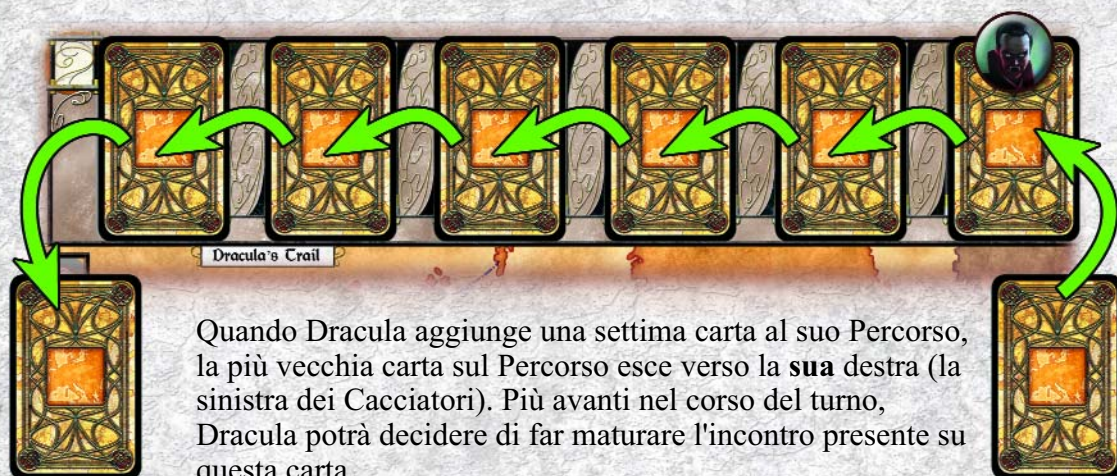 Dracula's Trail
Quando Dracula aggiunge una settima carta al suo Percorso,
la più vecchia carta sul Percorso esce verso la sua destra (la
sinistra dei Cacciatori). Più avanti nel corso del turno,
Dracula potrà decidere di far maturare l'incontro presente su
questa carta